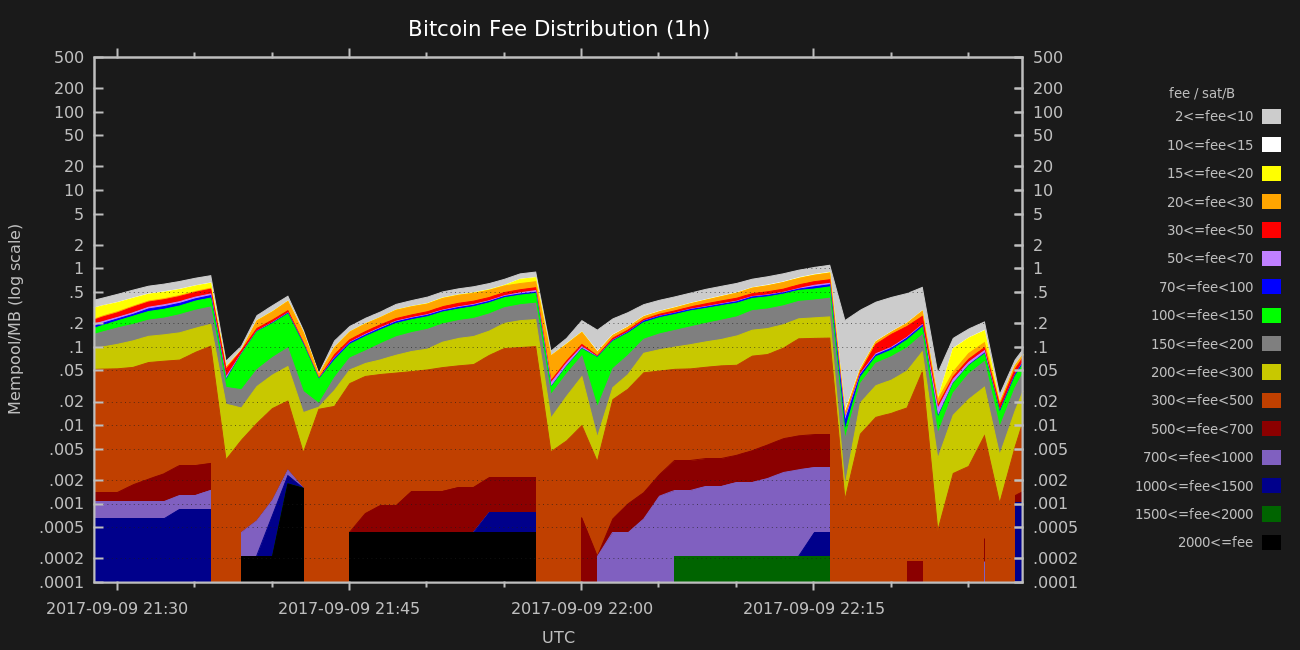 Bitcoin Fee Distribution (1h)
500 500
200 200
100 100
50 50
20 20
10 10
5 5
2 2
1 1
.5 .5
.2 .2
.1 .1
.05 .05
.02 .02
.01 .01
.005 .005
.002 .002
.001 .001
.0005 .0005
.0002 .0002
.0001 .0001
Mempool/MB (log scale)
2017-09-09 21:30 2017-09-09 21:45 2017-09-09 22:00 2017-09-09 22:15
UTC
fee / sat/B
2<=fee<10
10<=fee<15
15<=fee<20
20<=fee<30
30<=fee<50
50<=fee<70
70<=fee<100
100<=fee<150
150<=fee<200
200<=fee<300
300<=fee<500
500<=fee<700
700<=fee<1000
1000<=fee<1500
1500<=fee<2000
2000<=fee